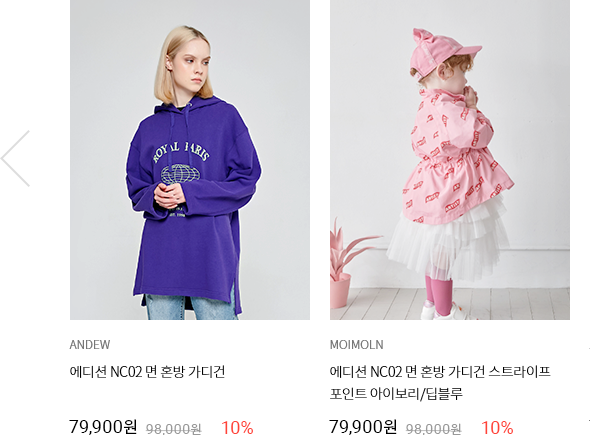 ROYAL PARIS
ANDEW
에디션 NC02 면 혼방 가디건
79,900원 98,000원 10%
MOIMOLN
에디션 NC02 면 혼방 가디건 스트라이프
포인트 아이보리/딥블루
79,900원 98,000원 10%